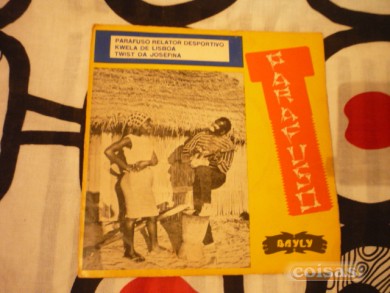 PARAFUSO RELATOR DESPORTIVO
KWELA DE LISBOA
TWIST DA JOSEFINA
PARAFUSO
BAYLY
coisas